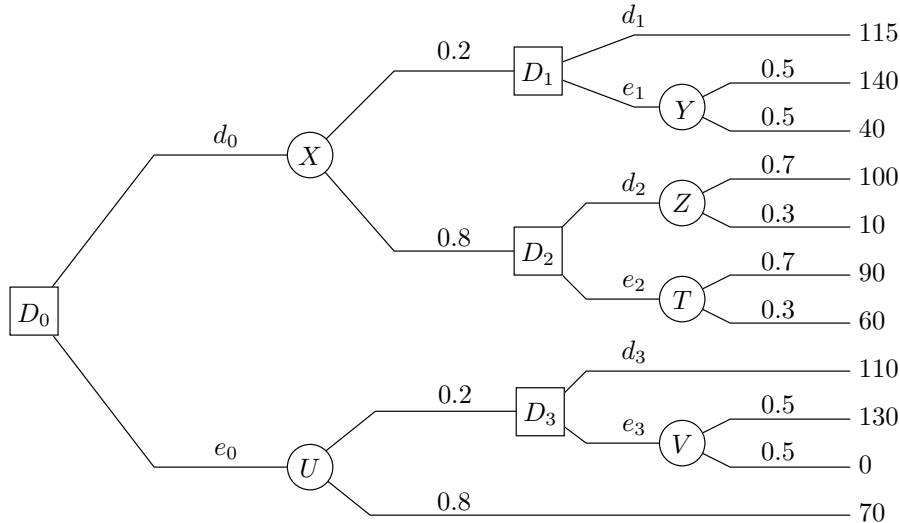 d₁
115
0.2
D₁
0.5
140
e₁
Y
0.5
40
d₀
X
0.7
100
d₂
Z
0.3
10
0.8
D₂
0.7
90
e₂
T
0.3
60
D₀
d₃
110
0.2
D₃
0.5
130
e₃
V
0.5
0
e₀
U
0.8
70